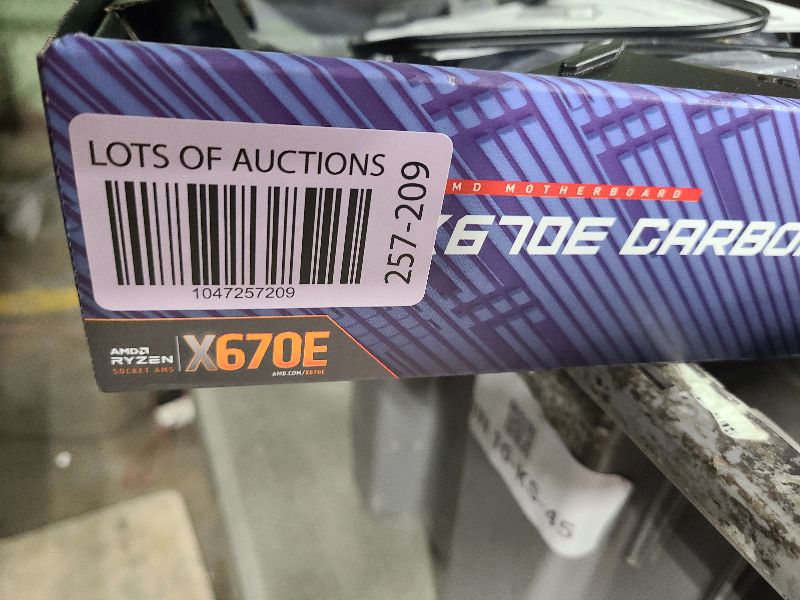 LOTS OF AUCTIONS
1047257209
257-209
MD MOTHERBOARD
X670E CARBO
AMD
RYZEN
SOCKET AM5
X670E
AMD.COM/X670E